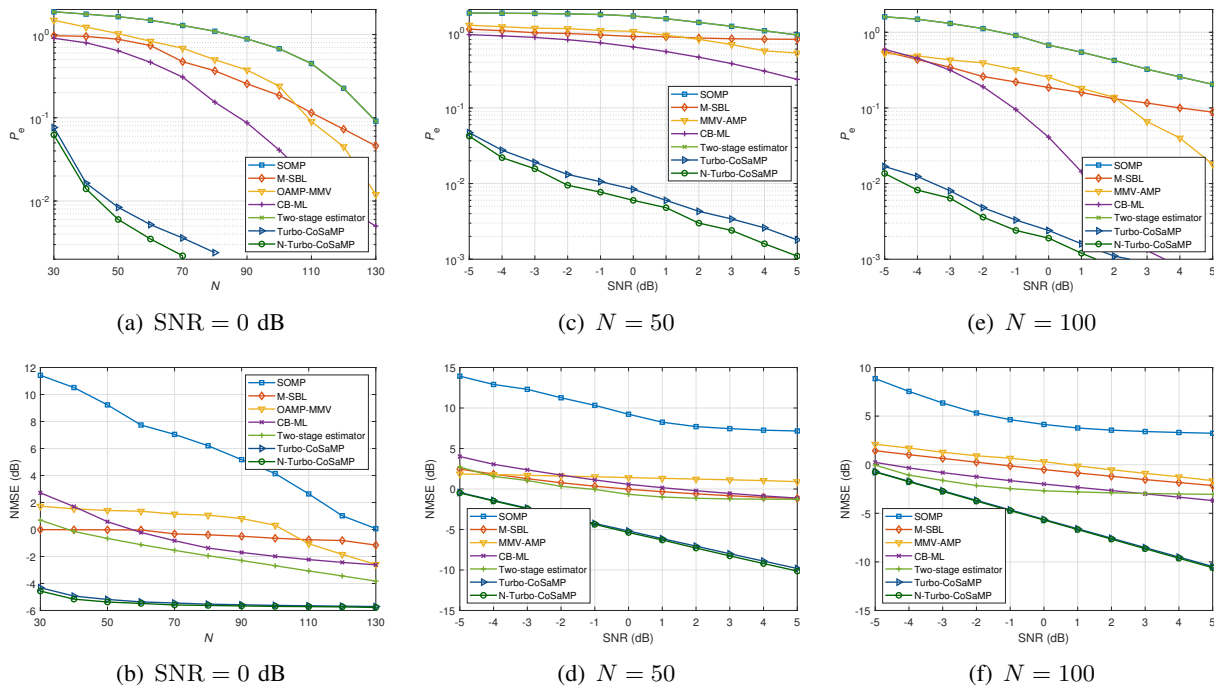 10^0
10^-1
10^-2
P_e
30 50 70 90 110 130
N
SOMP
M-SBL
OAMP-MMV
CB-ML
Two-stage estimator
Turbo-CoSaMP
N-Turbo-CoSaMP
(a) SNR = 0 dB
10^0
10^-1
10^-2
10^-3
P_e
-5 -4 -3 -2 -1 0 1 2 3 4 5
SNR (dB)
SOMP
M-SBL
MMV-AMP
CB-ML
Two-stage estimator
Turbo-CoSaMP
N-Turbo-CoSaMP
(c) N = 50
10^1
10^0
10^-1
10^-2
10^-3
P_e
-5 -4 -3 -2 -1 0 1 2 3 4 5
SNR (dB)
SOMP
M-SBL
MMV-AMP
CB-ML
Two-stage estimator
Turbo-CoSaMP
N-Turbo-CoSaMP
(e) N = 100
12
10
8
6
4
2
0
-2
-4
-6
NMSE (dB)
30 50 70 90 110 130
N
SOMP
M-SBL
OAMP-MMV
CB-ML
Two-stage estimator
Turbo-CoSaMP
N-Turbo-CoSaMP
(b) SNR = 0 dB
15
10
5
0
-5
-10
-15
NMSE (dB)
-5 -4 -3 -2 -1 0 1 2 3 4 5
SNR (dB)
SOMP
M-SBL
MMV-AMP
CB-ML
Two-stage estimator
Turbo-CoSaMP
N-Turbo-CoSaMP
(d) N = 50
10
5
0
-5
-10
-15
NMSE (dB)
-5 -4 -3 -2 -1 0 1 2 3 4 5
SNR (dB)
SOMP
M-SBL
MMV-AMP
CB-ML
Two-stage estimator
Turbo-CoSaMP
N-Turbo-CoSaMP
(f) N = 100